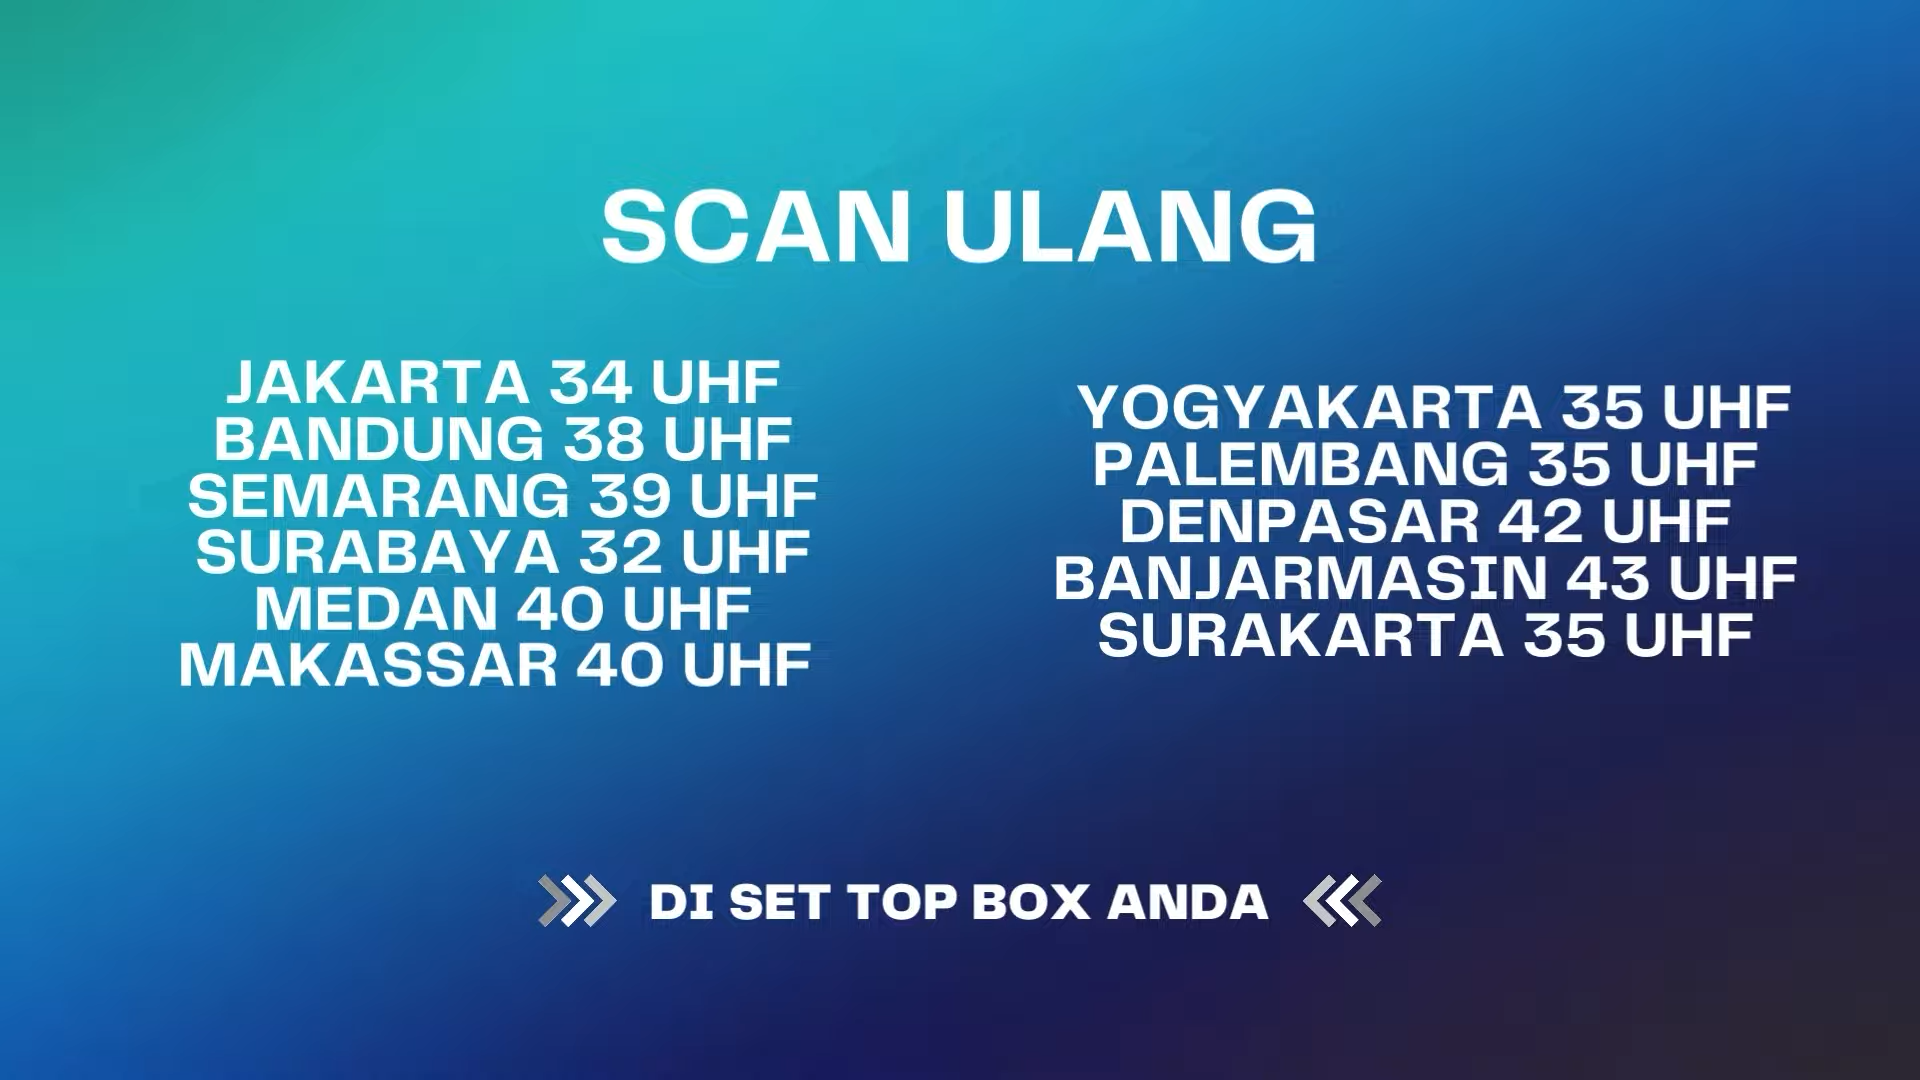 SCAN ULANG
JAKARTA 34 UHF
BANDUNG 38 UHF
SEMARANG 39 UHF
SURABAYA 32 UHF
MEDAN 40 UHF
MAKASSAR 40 UHF
YOGYAKARTA 35 UHF
PALEMBANG 35 UHF
DENPASAR 42 UHF
BANJARMASIN 43 UHF
SURAKARTA 35 UHF
DI SET TOP BOX ANDA